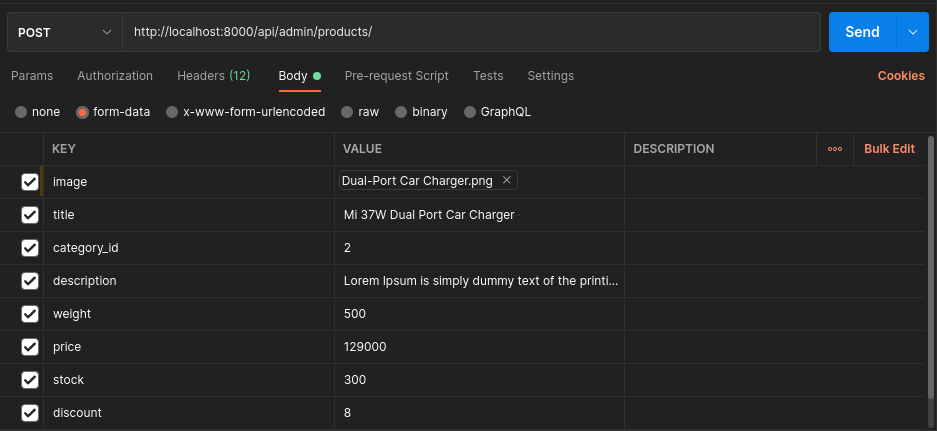 POST http://localhost:8000/api/admin/products/ Send
Params Authorization Headers (12) Body Pre-request Script Tests Settings Cookies
none form-data x-www-form-urlencoded raw binary GraphQL
KEY VALUE DESCRIPTION Bulk Edit
image Dual-Port Car Charger.png
title Mi 37W Dual Port Car Charger
category_id 2
description Lorem Ipsum is simply dummy text of the printi...
weight 500
price 129000
stock 300
discount 8